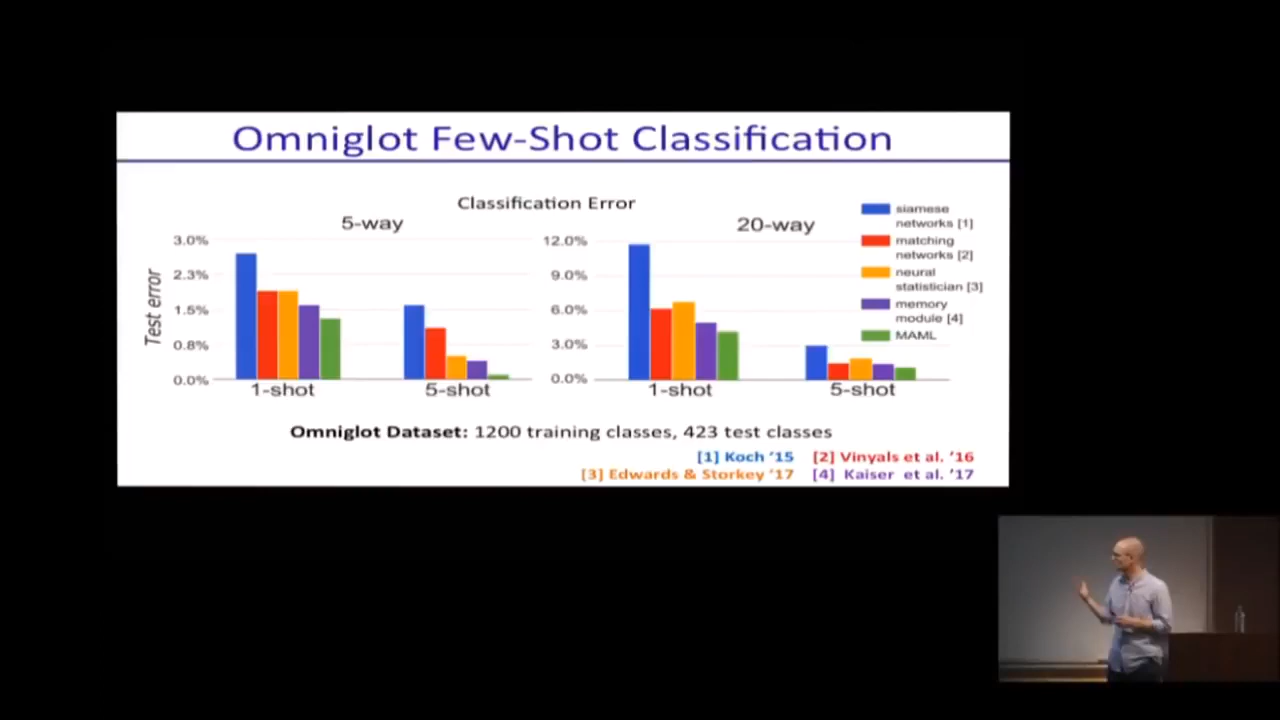 Omniglot Few-Shot Classification
Classification Error
5-way
20-way
Test error
3.0%
2.3%
1.5%
0.8%
0.0%
1-shot
5-shot
12.0%
9.0%
6.0%
3.0%
0.0%
1-shot
5-shot
siamese
networks [1]
matching
networks [2]
neural
statistician [3]
memory
module [4]
MAML
Omniglot Dataset: 1200 training classes, 423 test classes
[1] Koch '15 [2] Vinyals et al. '16
[3] Edwards & Storkey '17 [4] Kaiser et al. '17